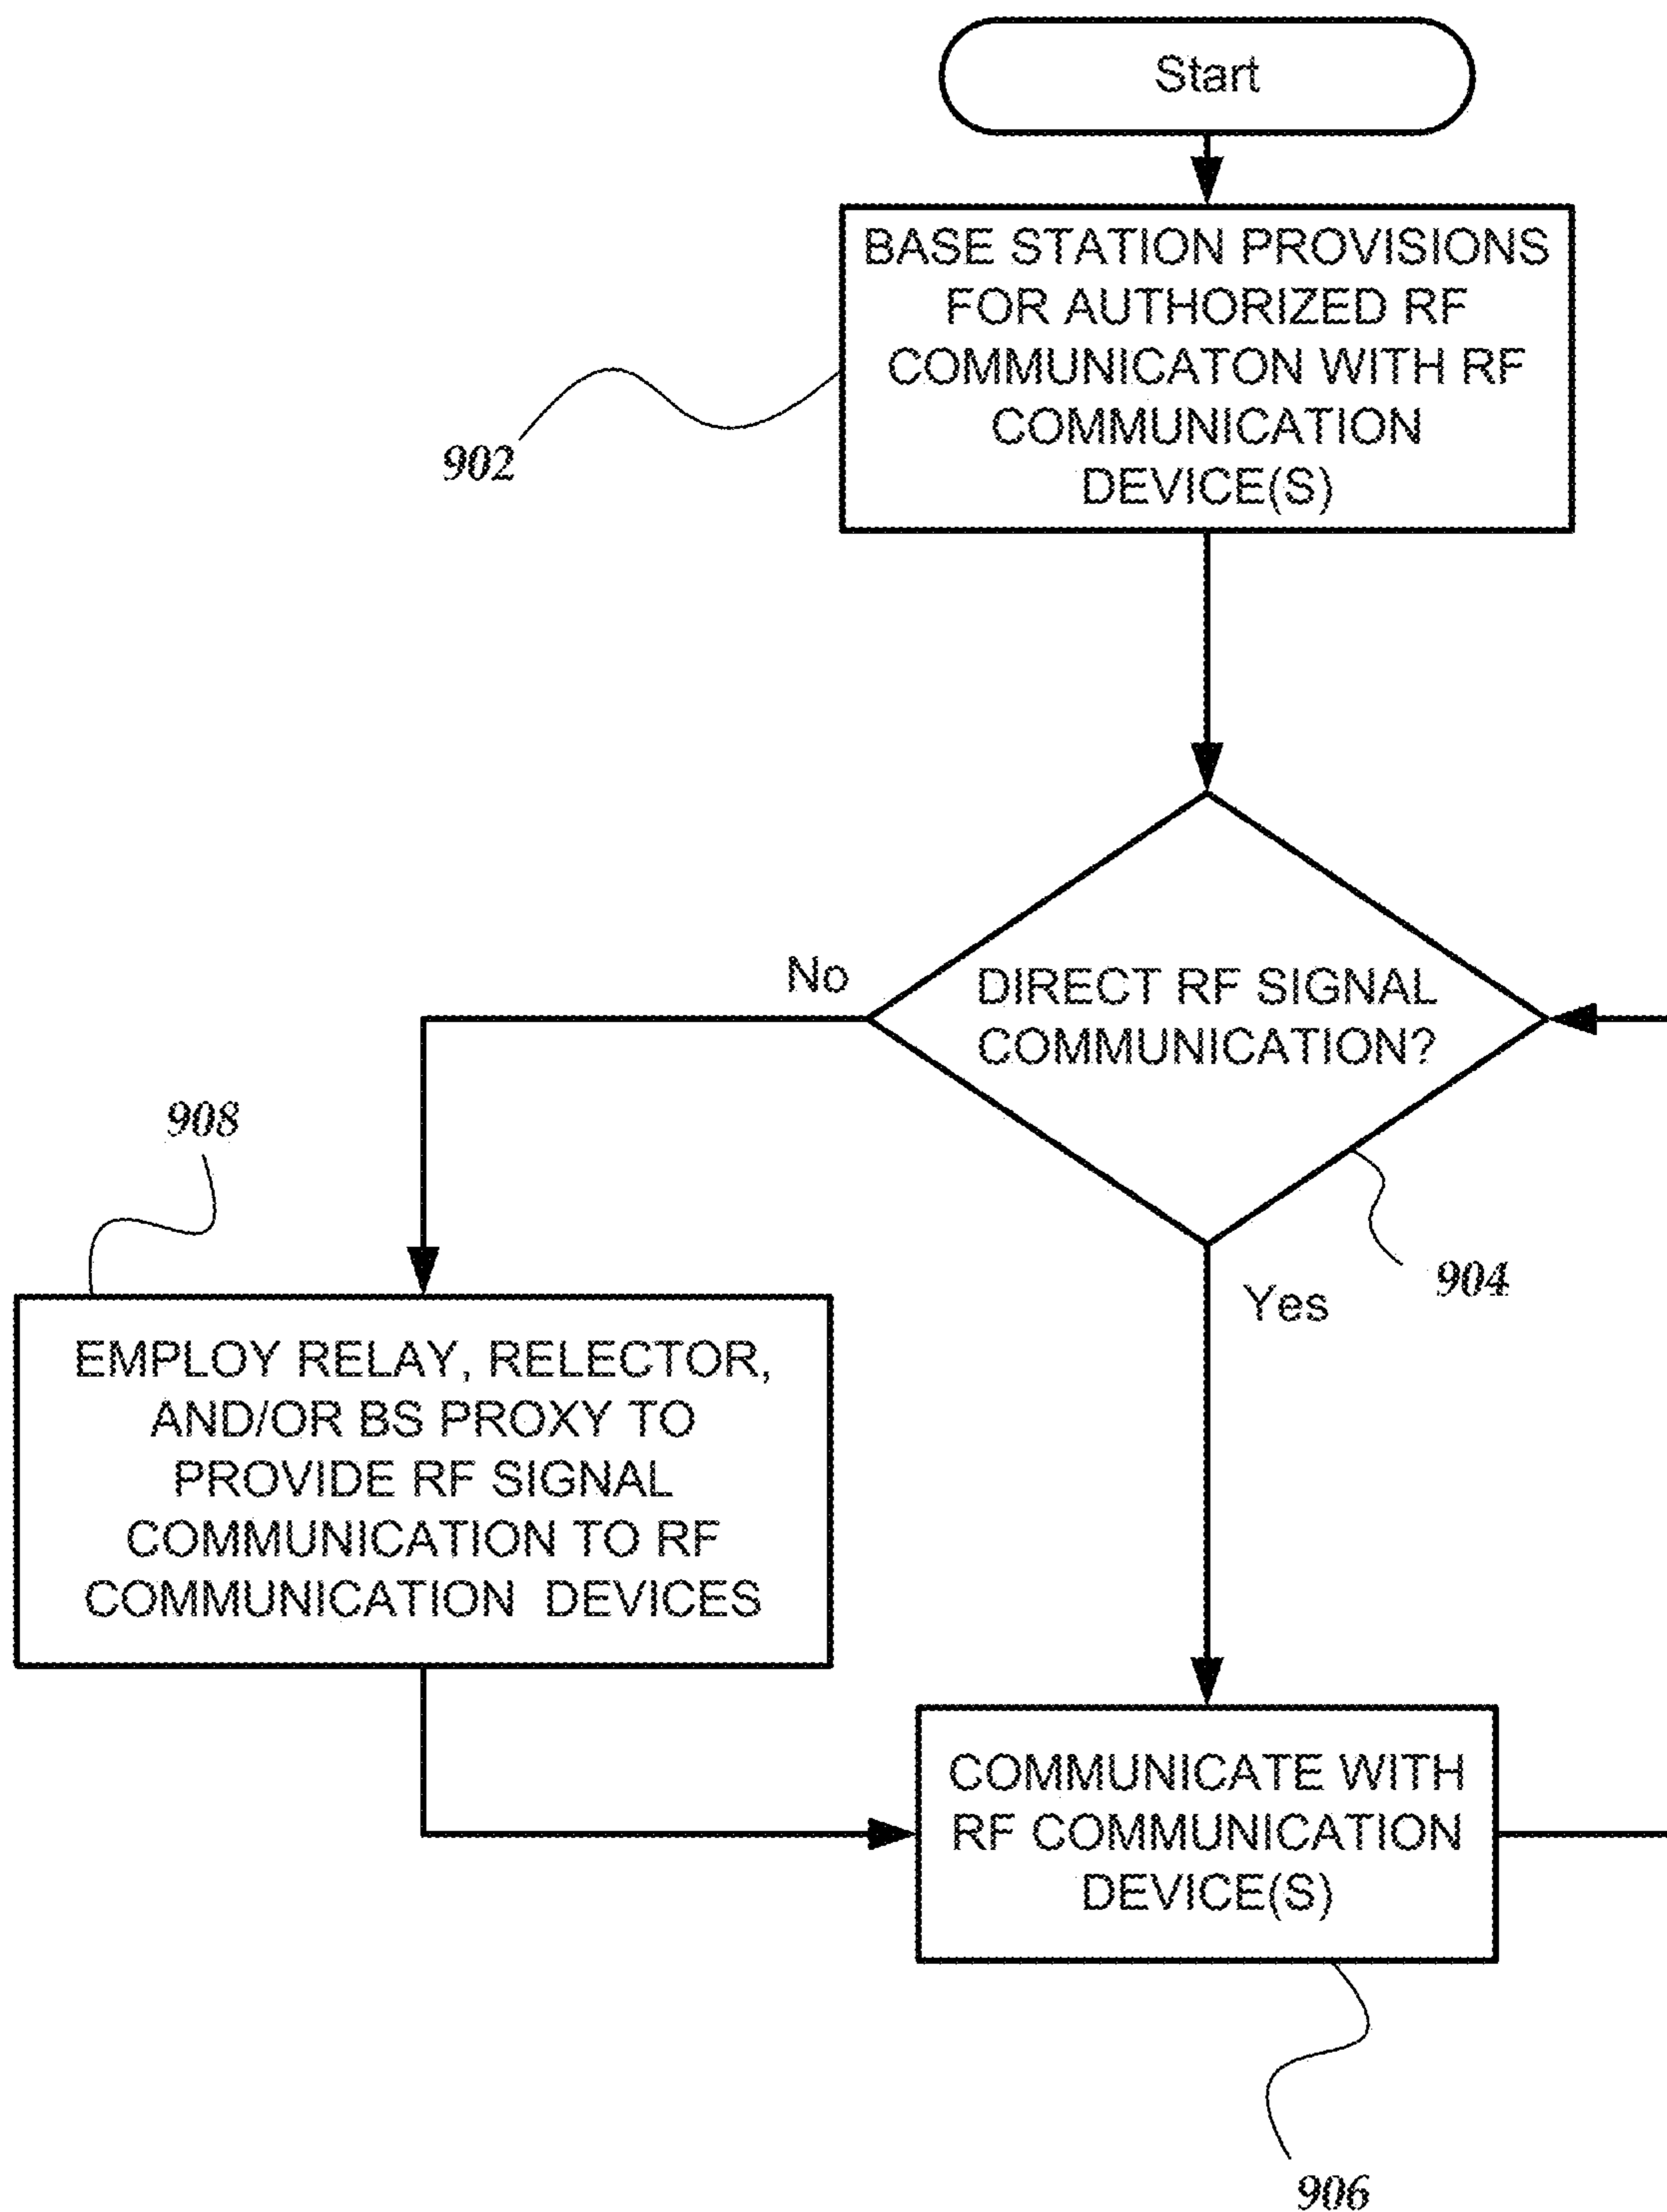 Start
BASE STATION PROVISIONS
FOR AUTHORIZED RF
COMMUNICATON WITH RF
COMMUNICATION
DEVICE(S)
902
No
DIRECT RF SIGNAL
COMMUNICATION?
908
904
Yes
EMPLOY RELAY, RELECTOR,
AND/OR BS PROXY TO
PROVIDE RF SIGNAL
COMMUNICATION TO RF
COMMUNICATION DEVICES
COMMUNICATE WITH
RF COMMUNICATION
DEVICE(S)
906